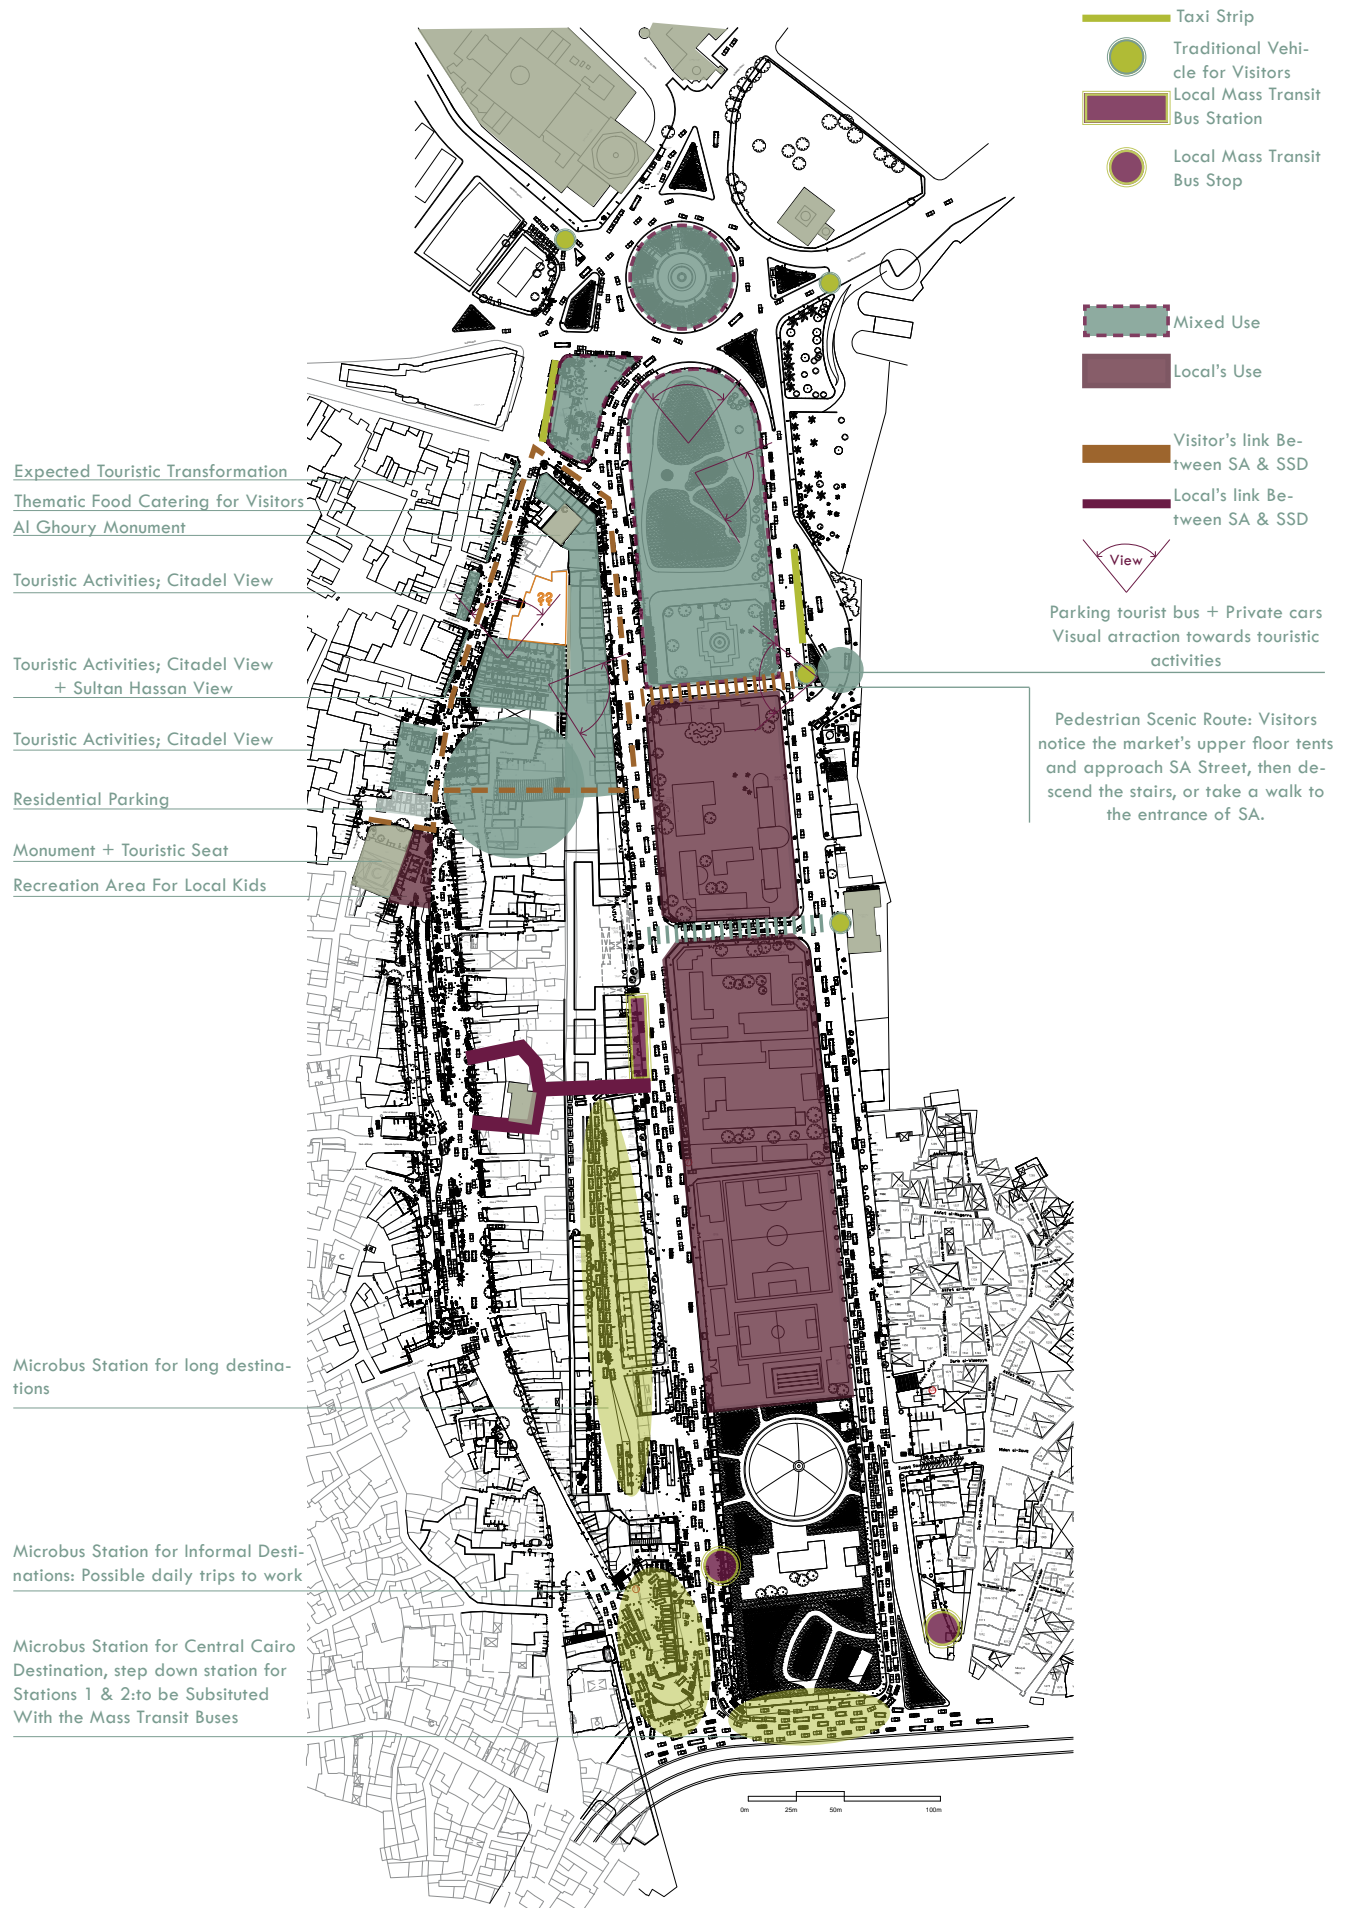 Taxi Strip
Traditional Vehi-
cle for Visitors
Local Mass Transit
Bus Station
Local Mass Transit
Bus Stop
Mixed Use
Local's Use
Visitor's link Be-
tween SA & SSD
Local's link Be-
tween SA & SSD
View
Parking tourist bus + Private cars
Visual atraction towards touristic
activities
Pedestrian Scenic Route: Visitors
notice the market's upper floor tents
and approach SA Street, then de-
scend the stairs, or take a walk to
the entrance of SA.
Expected Touristic Transformation
Thematic Food Catering for Visitors
Al Ghoury Monument
Touristic Activities; Citadel View
Touristic Activities; Citadel View
+ Sultan Hassan View
Touristic Activities; Citadel View
Residential Parking
Monument + Touristic Seat
Recreation Area For Local Kids
Microbus Station for long destina-
tions
Microbus Station for Informal Desti-
nations: Possible daily trips to work
Microbus Station for Central Cairo
Destination, step down station for
Stations 1 & 2:to be Subsituted
With the Mass Transit Buses
0m 25m 50m 100m